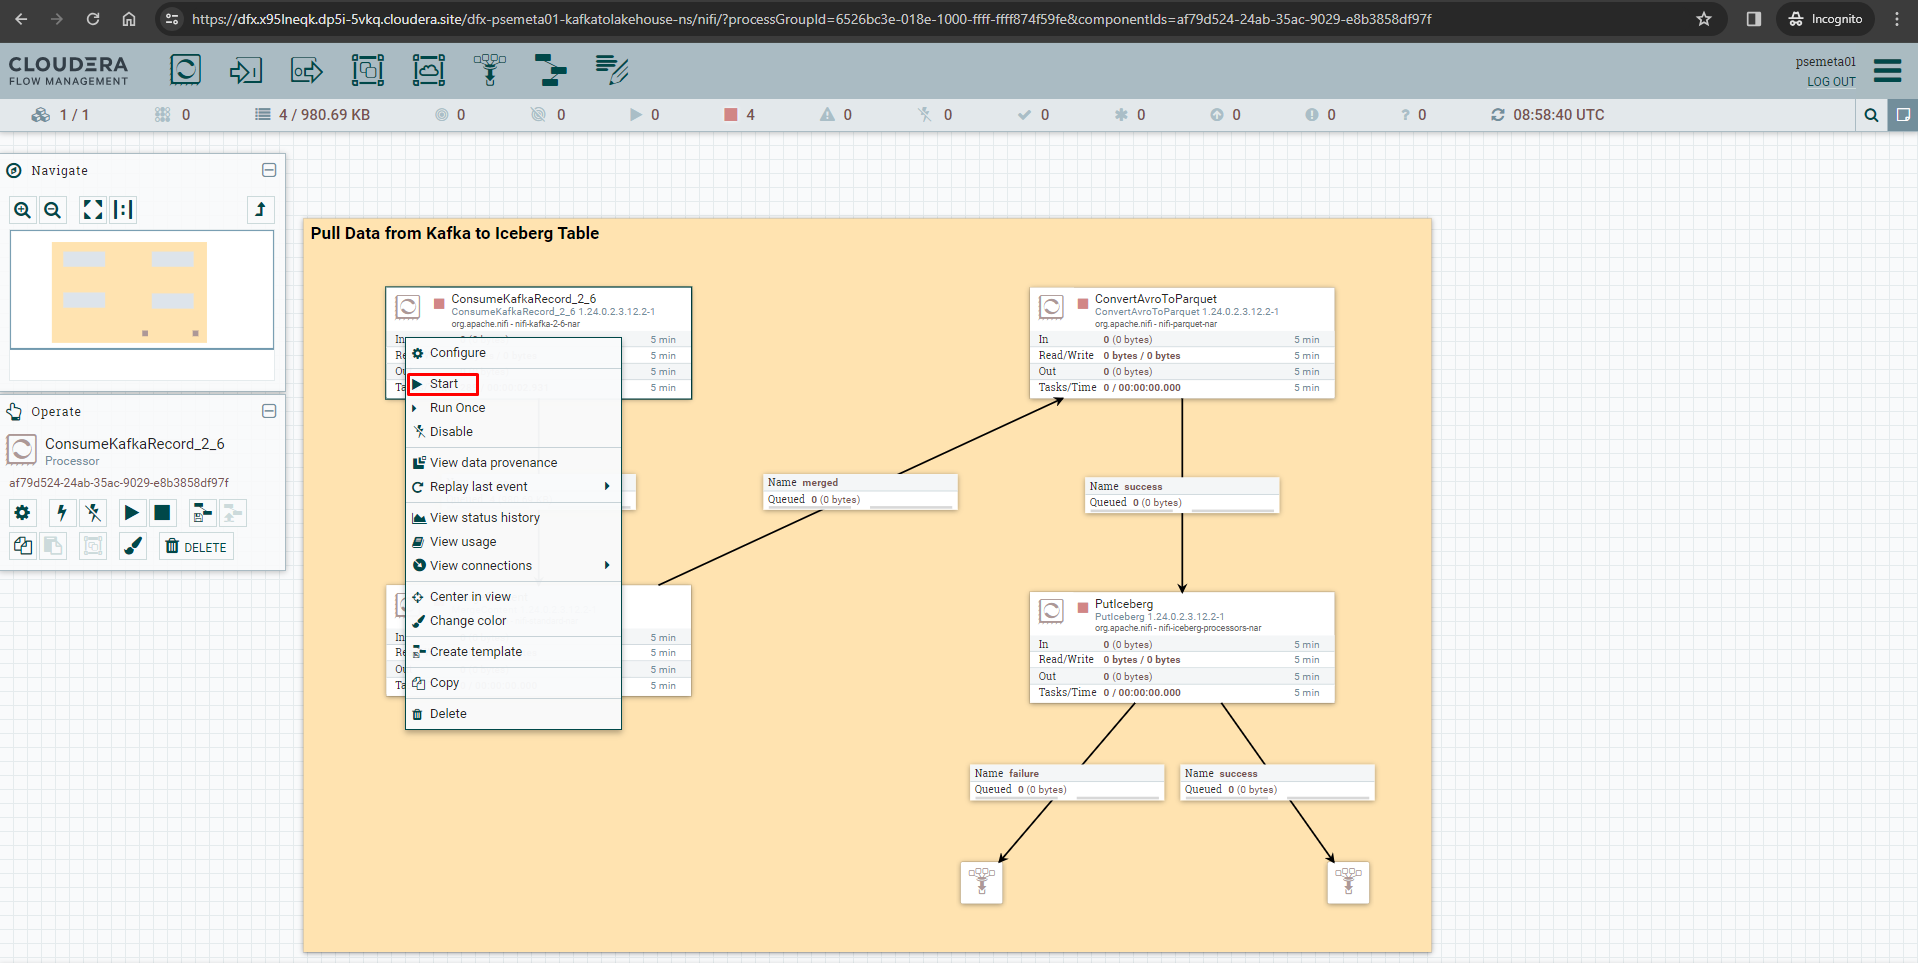 https://dfx.x95lneqk.dp5i-5vkq.cloudera.site/dfx-psemeta01-kafkatolakehouse-ns/nifi/?processGroupId=6526bc3e-018e-1000-ffff-ffff874f59fe&componentIds=af79d524-24ab-35ac-9029-e8b3858df97f
Incognito
CLOUDERA
FLOW MANAGEMENT
psemeta01
LOG OUT
1 / 1 0 4 / 980.69 KB 0 0 0 4 0 0 0 0 0 0 ? 0 08:58:40 UTC
Navigate
Operate
ConsumeKafkaRecord_2_6
Processor
af79d524-24ab-35ac-9029-e8b3858df97f
DELETE
Pull Data from Kafka to Iceberg Table
ConsumeKafkaRecord_2_6
ConsumeKafkaRecord_2_6 1.24.0.2.3.12.2-1
org.apache.nifi - nifi-kafka-2-6-nar
In 5 min
5 min
5 min
5 min
Configure
Start
Run Once
Disable
View data provenance
Replay last event
View status history
View usage
View connections
Center in view
Change color
Create template
Copy
Delete
In 5 min
5 min
5 min
5 min
Name merged
Queued 0 (0 bytes)
ConvertAvroToParquet
ConvertAvroToParquet 1.24.0.2.3.12.2-1
org.apache.nifi - nifi-parquet-nar
In 0 (0 bytes) 5 min
Read/Write 0 bytes / 0 bytes 5 min
Out 0 (0 bytes) 5 min
Tasks/Time 0 / 00:00:00.000 5 min
Name success
Queued 0 (0 bytes)
PutIceberg
PutIceberg 1.24.0.2.3.12.2-1
org.apache.nifi - nifi-iceberg-processors-nar
In 0 (0 bytes) 5 min
Read/Write 0 bytes / 0 bytes 5 min
Out 0 (0 bytes) 5 min
Tasks/Time 0 / 00:00:00.000 5 min
Name failure
Queued 0 (0 bytes)
Name success
Queued 0 (0 bytes)